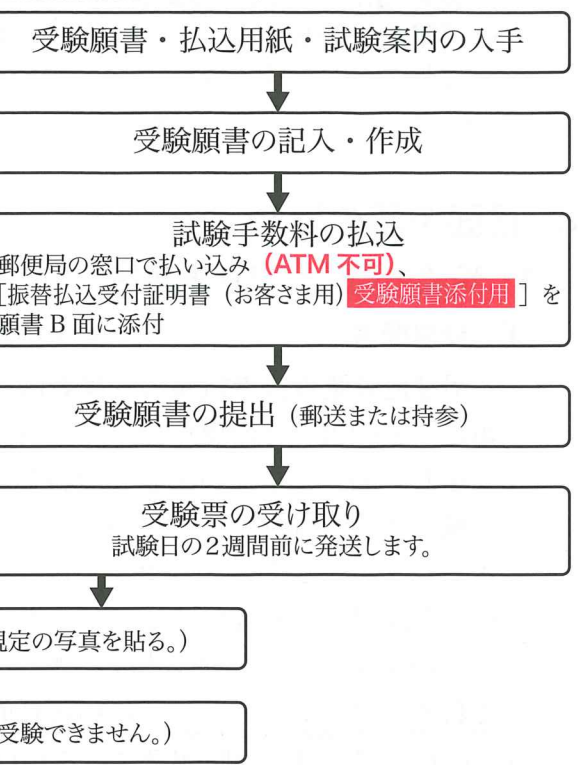 受験願書・払込用紙・試験案内の入手
受験願書の記入・作成
試験手数料の払込
郵便局の窓口で払い込み（ATM 不可）、
［振替払込受付証明書（お客さま用）受験願書添付用］を
願書 B 面に添付
受験願書の提出（郵送または持参）
受験票の受け取り
試験日の2週間前に発送します。
定の写真を貼る。）
受験できません。）